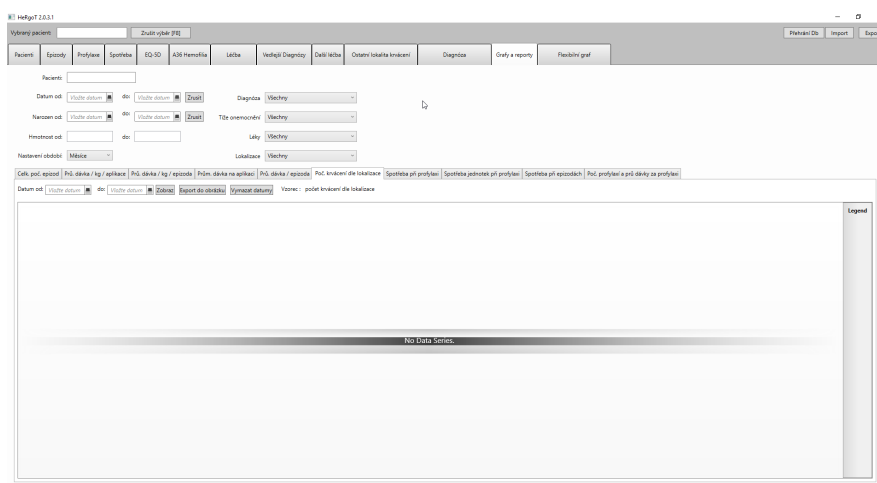 HeRgoT 2.0.3.1
Vybraný pacient: Zrušit výběr [F8] Přehrání Db Import Expo
Pacienti Epizody Profylaxe Spotřeba EQ-5D A36 Hemofilia Léčba Vedlejší Diagnózy Další léčba Ostatní lokalita krvácení Diagnóza Grafy a reporty Flexibilní graf
Pacienti:
Datum od: Vložte datum do: Vložte datum Zrusit Diagnóza Všechny
Narozen od: Vložte datum do: Vložte datum Zrusit Tíže onemocnění Všechny
Hmotnost od: do: Léky Všechny
Nastavení období: Měsíce Lokalizace Všechny
Celk. poč. epizod Prů. dávka / kg / aplikace Prů. dávka / kg / epizoda Prům. dávka na aplikaci Prů. dávka / epizoda Poč. krvácení dle lokalizace Spotřeba při profylaxi Spotřeba jednotek při profylaxi Spotřeba při epizodách Poč. profylaxí a prů dávky za profylaxi
Datum od: Vložte datum do: Vložte datum Zobraz Export do obrázku Vymazat datumy Vzorec : počet krvácení dle lokalizace
Legend
No Data Series.